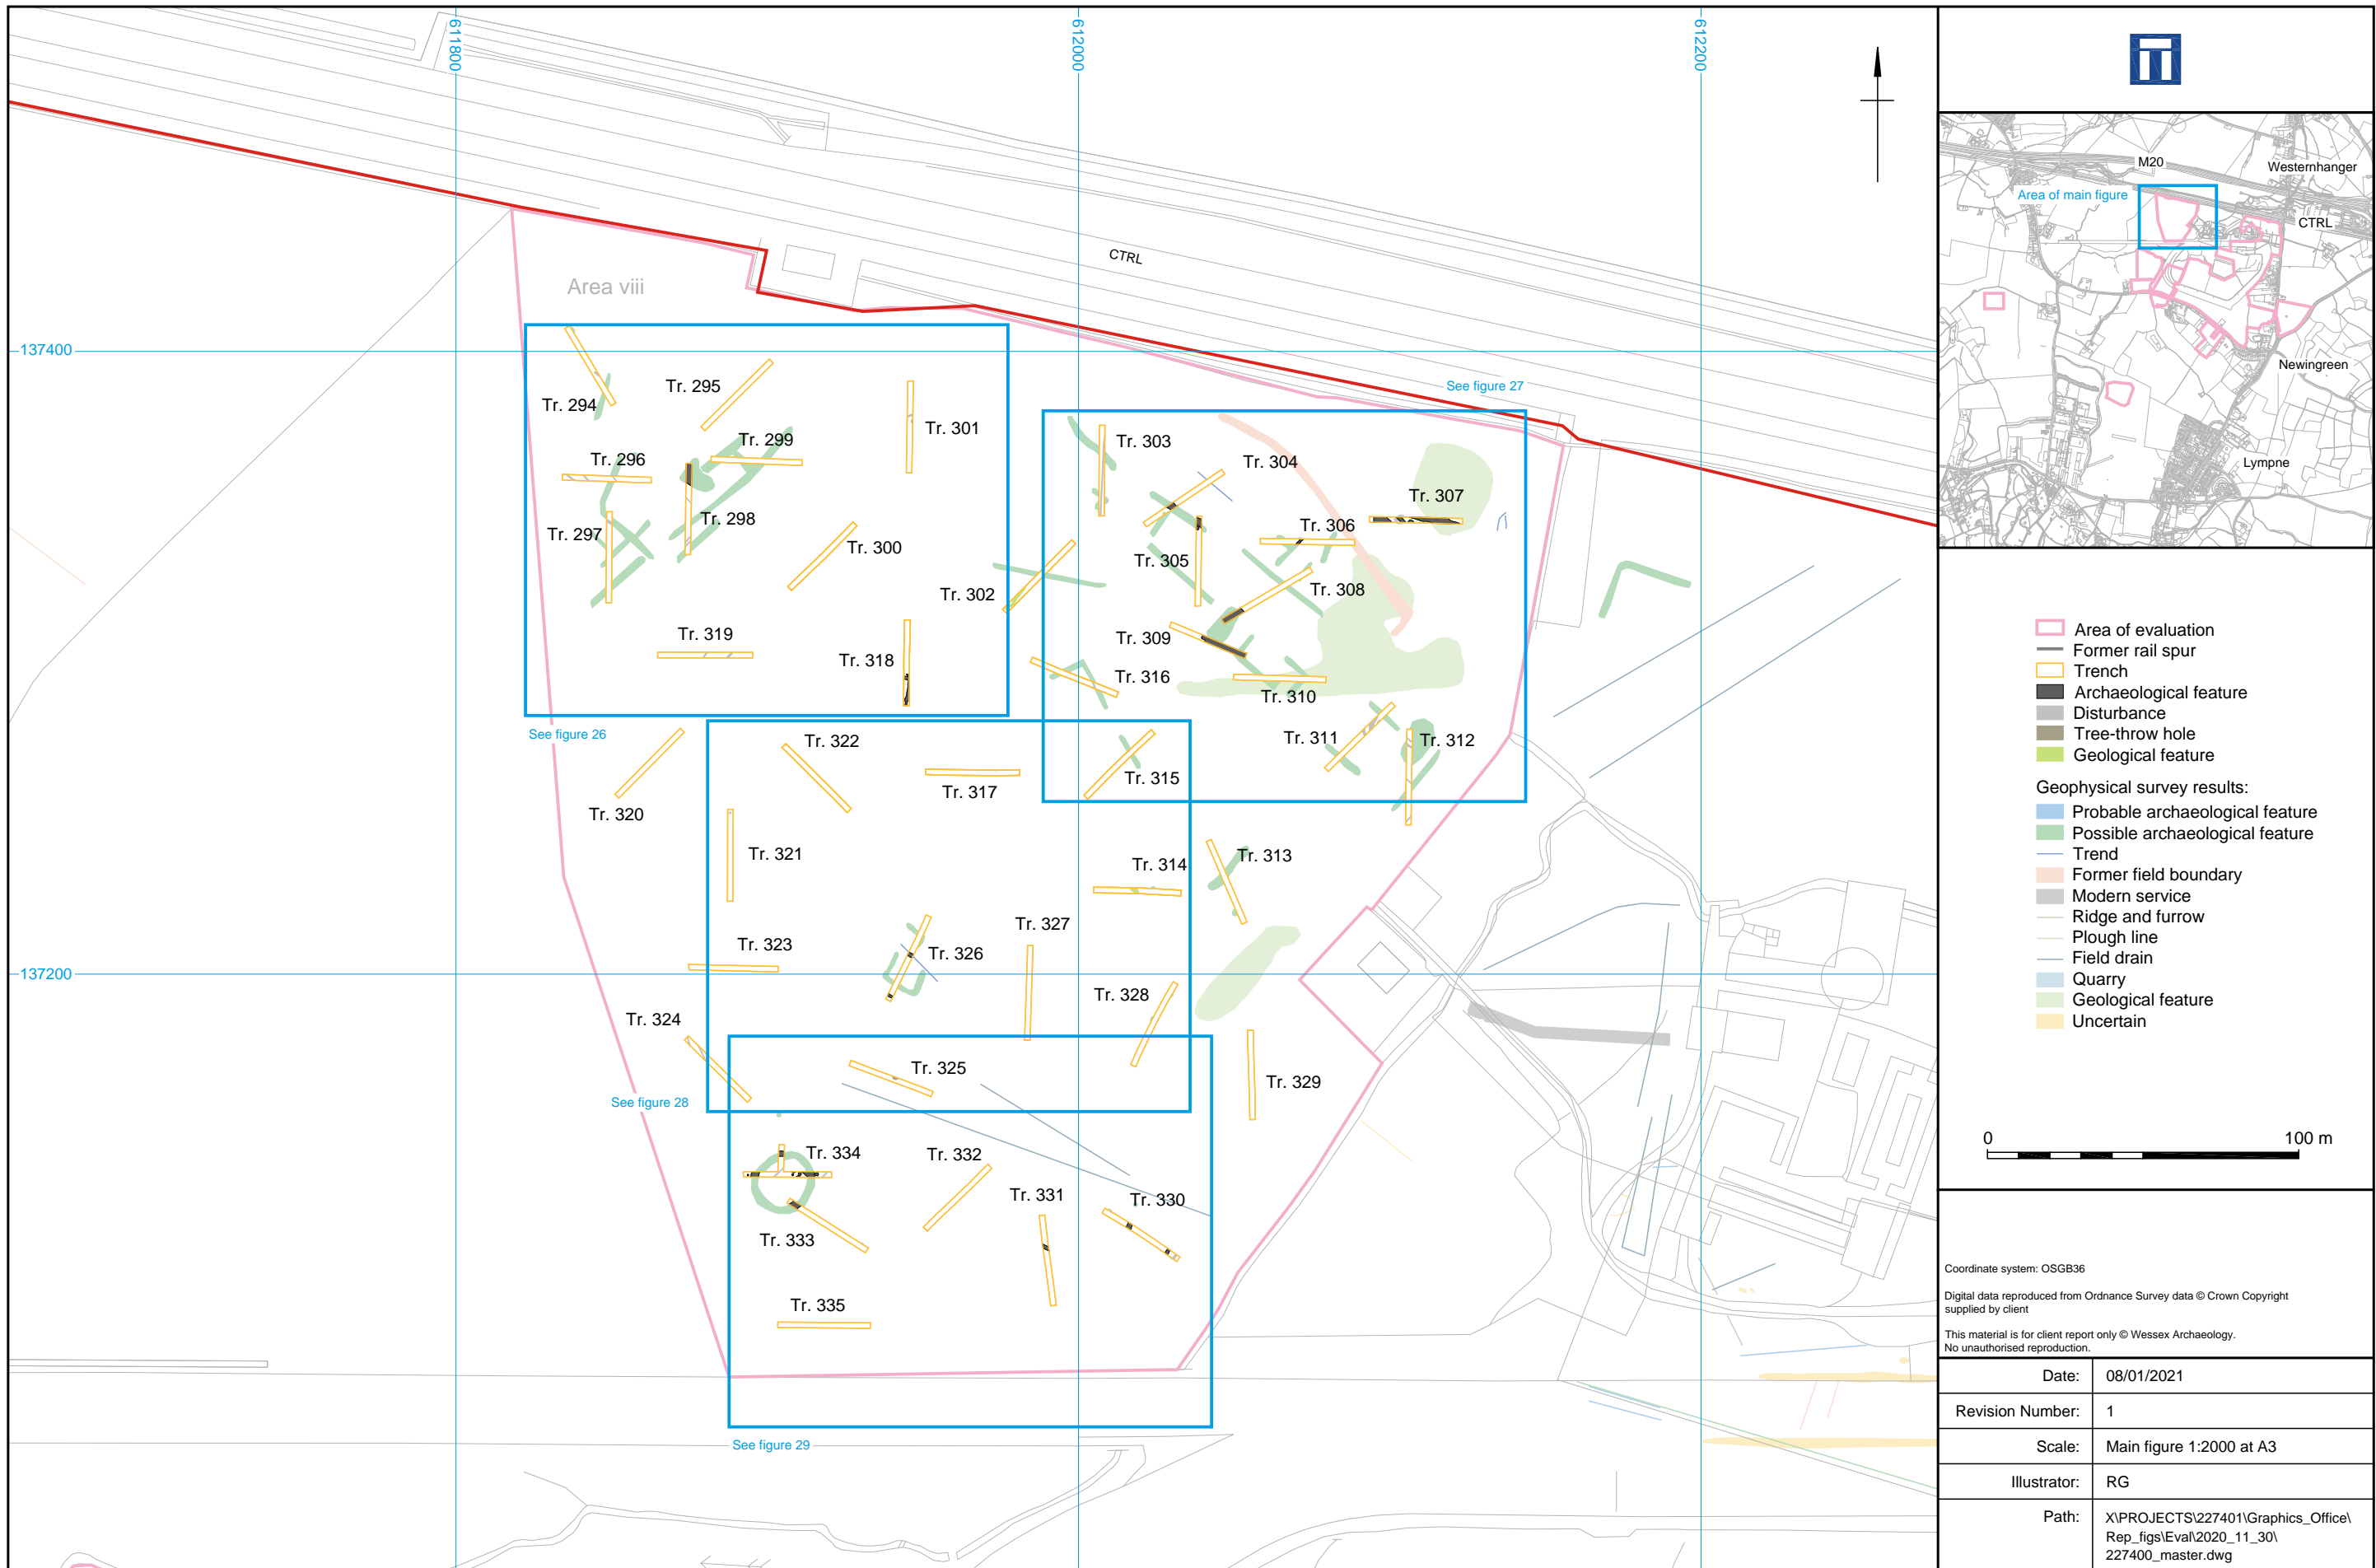 611800
612000
612200
137400
137200
CTRL
Area viii
See figure 27
Tr. 294
Tr. 295
Tr. 301
Tr. 299
Tr. 296
Tr. 298
Tr. 297
Tr. 300
Tr. 302
Tr. 319
Tr. 318
Tr. 303
Tr. 304
Tr. 307
Tr. 306
Tr. 305
Tr. 308
Tr. 309
Tr. 316
Tr. 310
Tr. 311
Tr. 312
Tr. 315
See figure 26
Tr. 322
Tr. 317
Tr. 320
Tr. 321
Tr. 314
Tr. 313
Tr. 323
Tr. 326
Tr. 327
Tr. 328
Tr. 324
Tr. 325
Tr. 329
See figure 28
Tr. 334
Tr. 332
Tr. 331
Tr. 330
Tr. 333
Tr. 335
See figure 29
M20
Westernhanger
Area of main figure
CTRL
Newingreen
Lympne
Area of evaluation
Former rail spur
Trench
Archaeological feature
Disturbance
Tree-throw hole
Geological feature
Geophysical survey results:
Probable archaeological feature
Possible archaeological feature
Trend
Former field boundary
Modern service
Ridge and furrow
Plough line
Field drain
Quarry
Geological feature
Uncertain
0 100 m
Coordinate system: OSGB36
Digital data reproduced from Ordnance Survey data © Crown Copyright
supplied by client
This material is for client report only © Wessex Archaeology.
No unauthorised reproduction.
Date: 08/01/2021
Revision Number: 1
Scale: Main figure 1:2000 at A3
Illustrator: RG
Path: X\PROJECTS\227401\Graphics_Office\
Rep_figs\Eval\2020_11_30\
227400_master.dwg